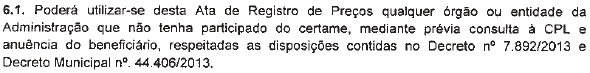 6.1. Poderá utilizar-se desta Ata de Registro de Preços qualquer órgão ou entidade da
Administração que não tenha participado do certame, mediante prévia consulta à CPL e
anuência do beneficiário, respeitadas as disposições contidas no Decreto nº 7.892/2013 e
Decreto Municipal nº. 44.406/2013.